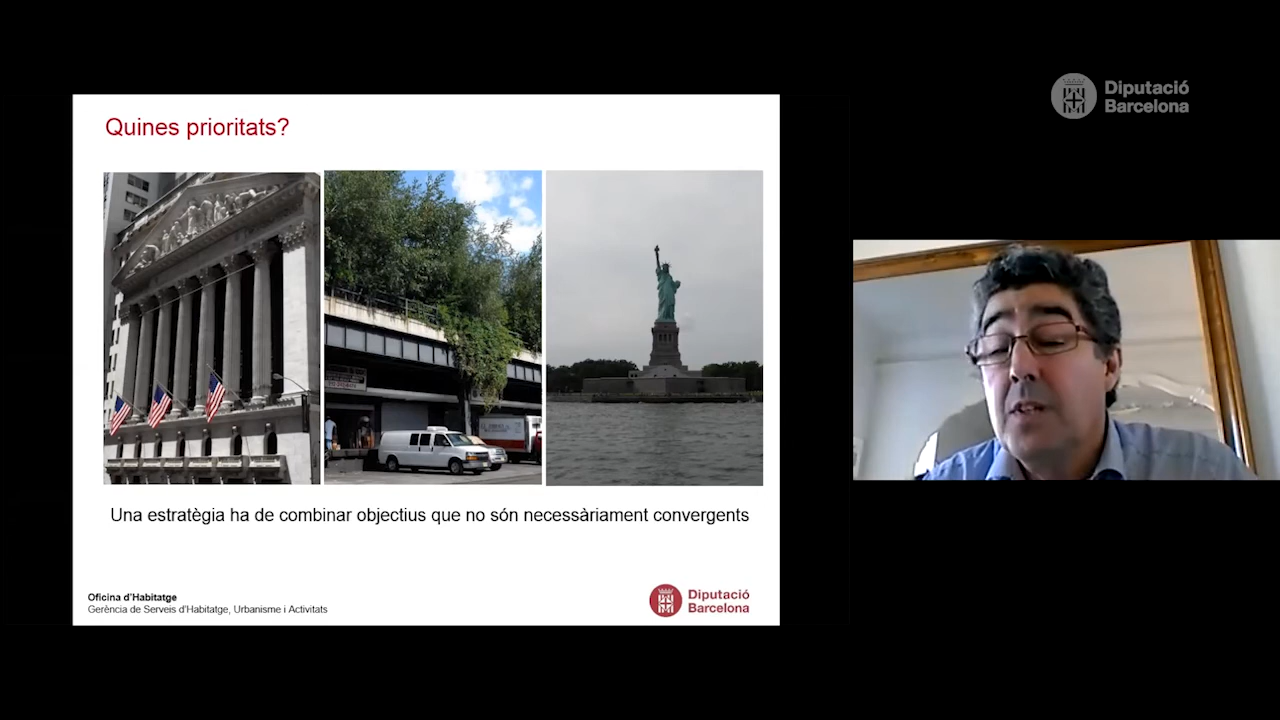 Diputació
Barcelona
Quines prioritats?
Una estratègia ha de combinar objectius que no són necessàriament convergents
Oficina d'Habitatge
Gerència de Serveis d'Habitatge, Urbanisme i Activitats
Diputació
Barcelona